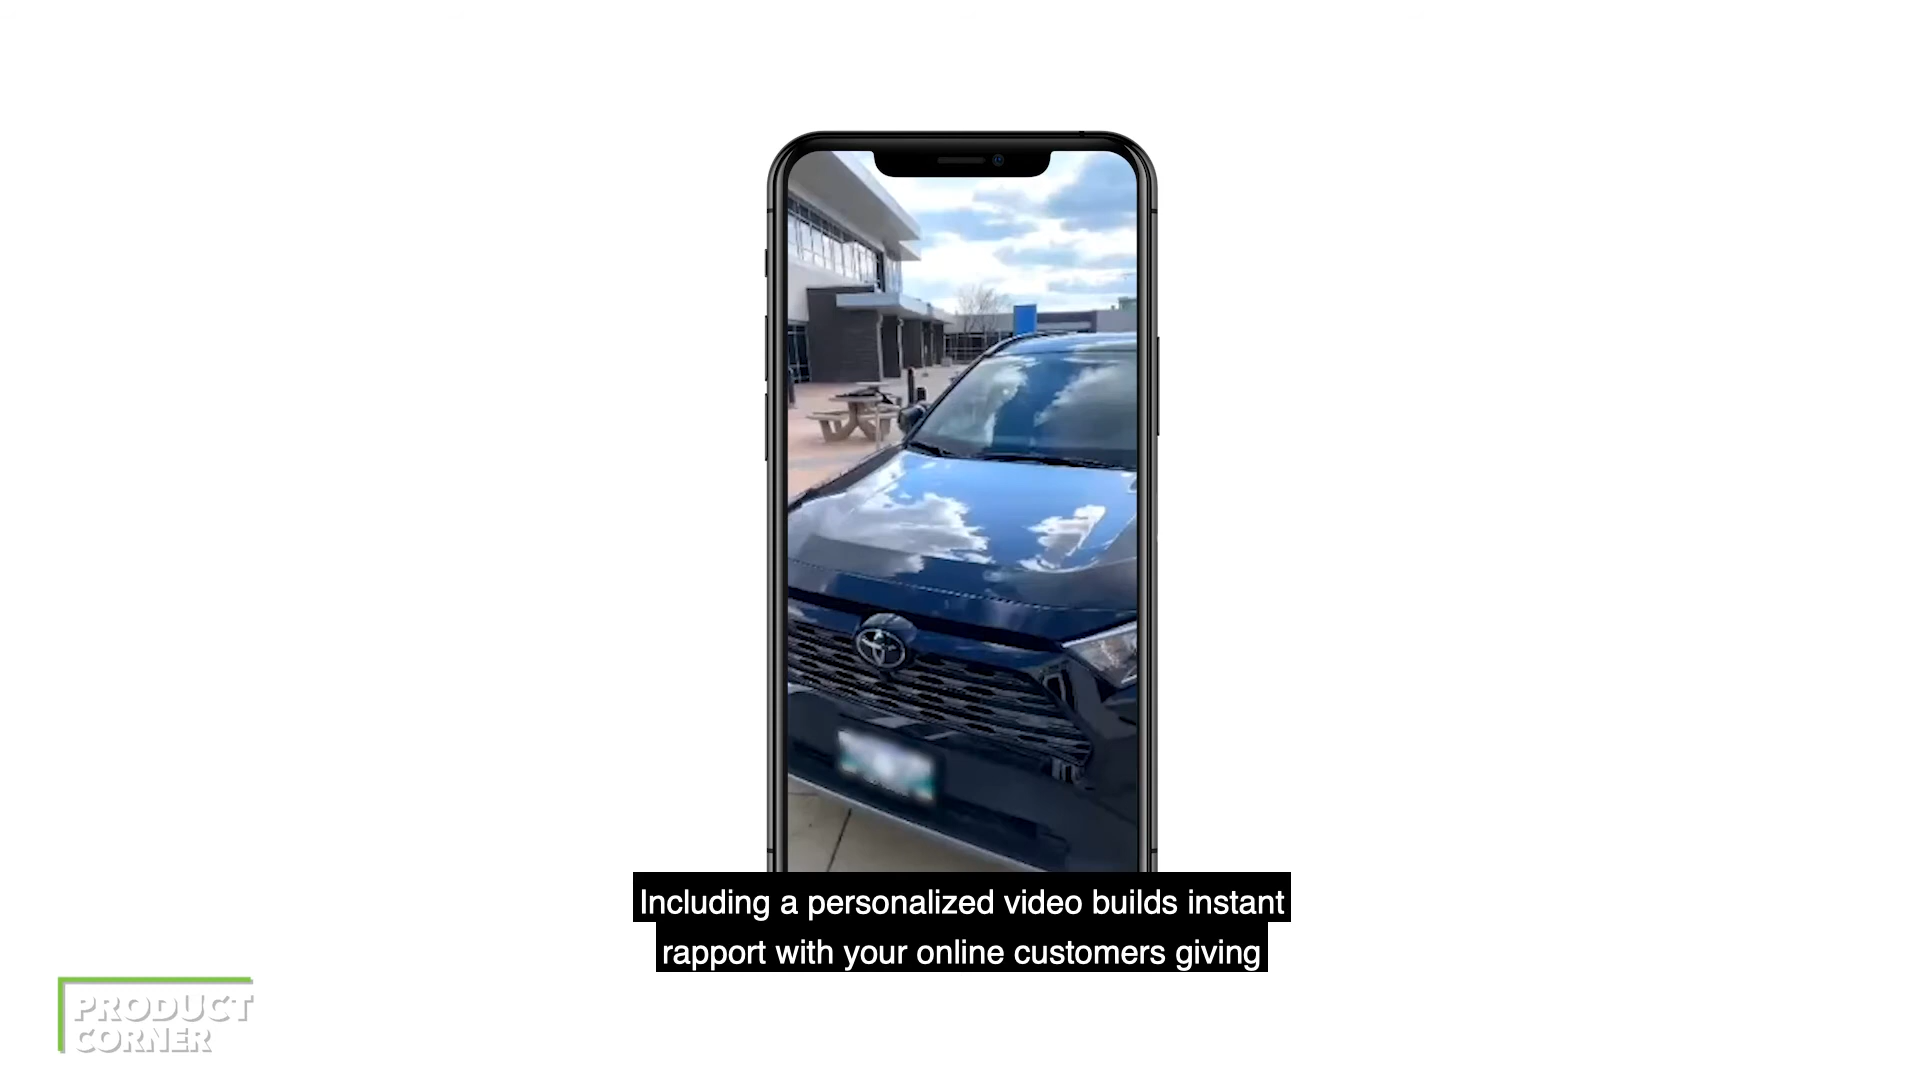 Including a personalized video builds instant
rapport with your online customers giving
PRODUCT
CORNER